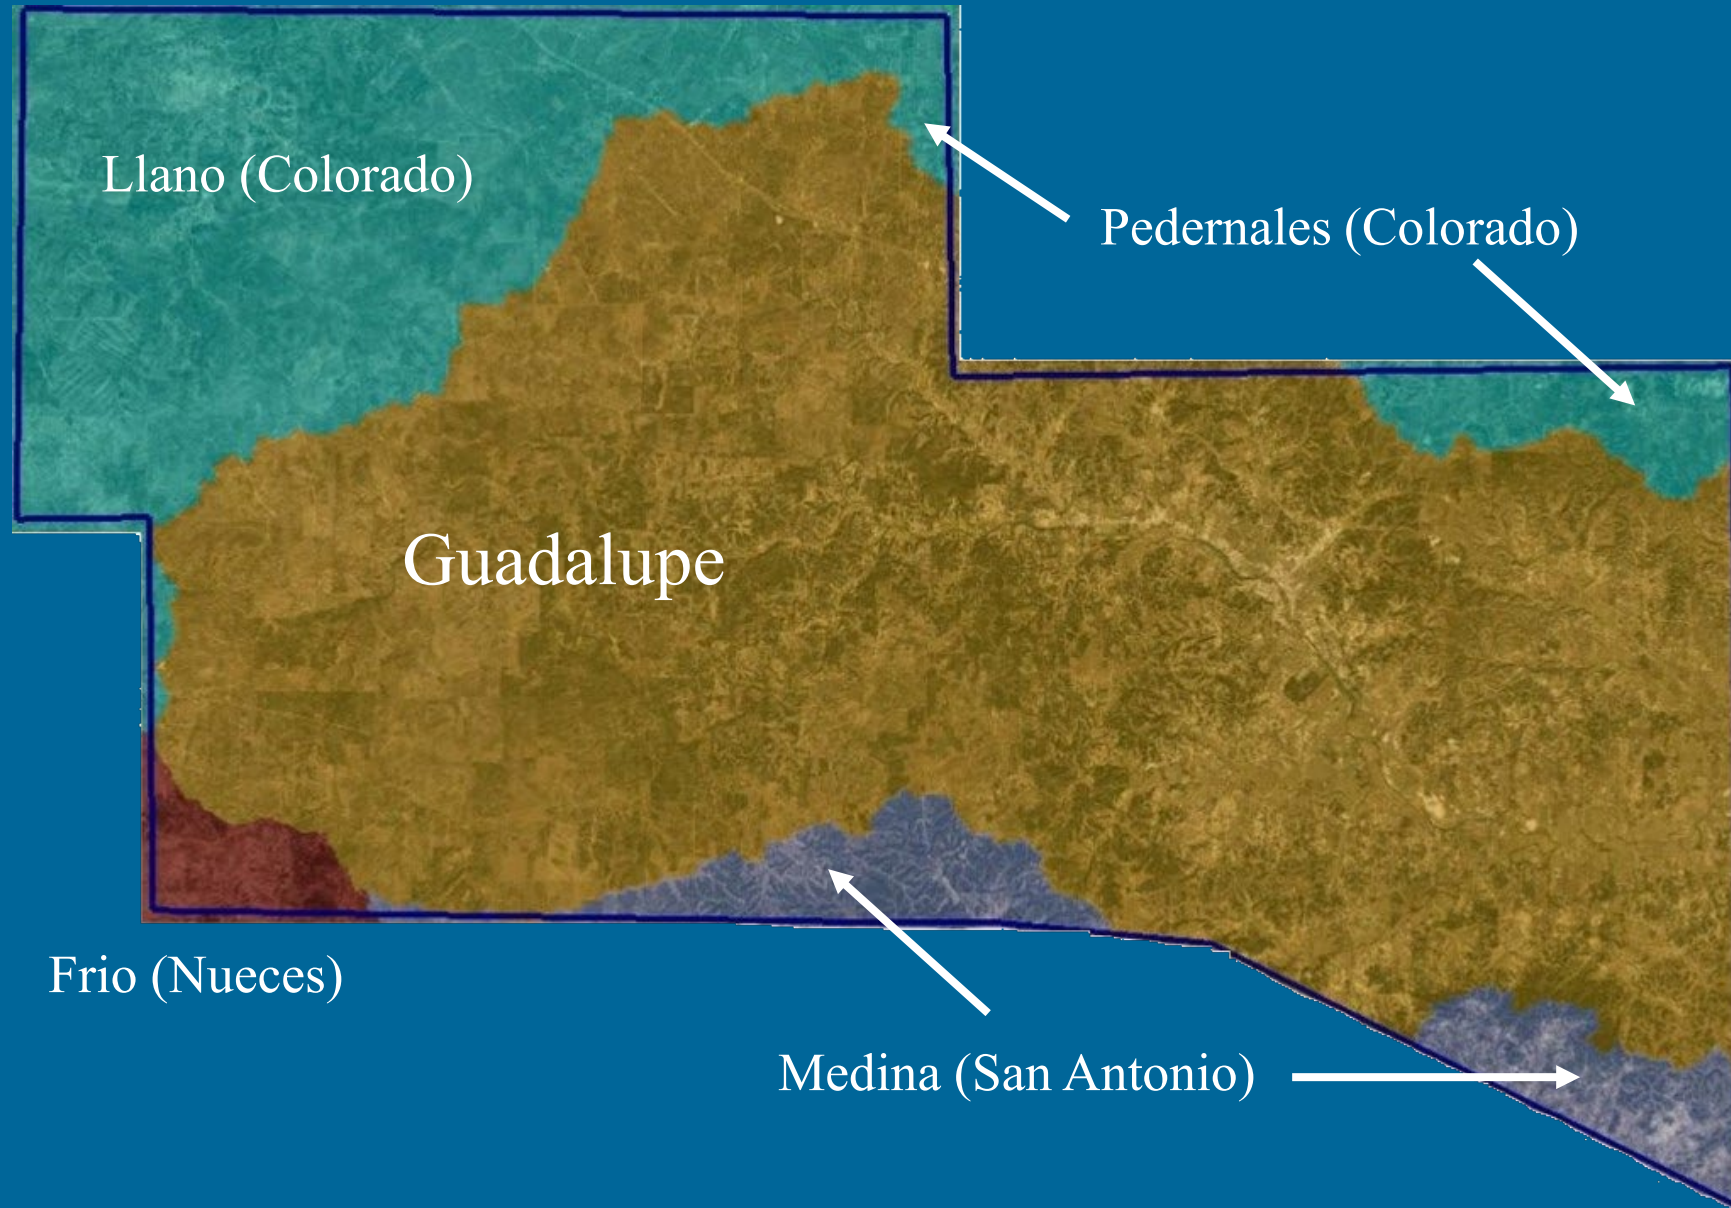 Llano (Colorado)
Pedernales (Colorado)
Guadalupe
Frio (Nueces)
Medina (San Antonio)